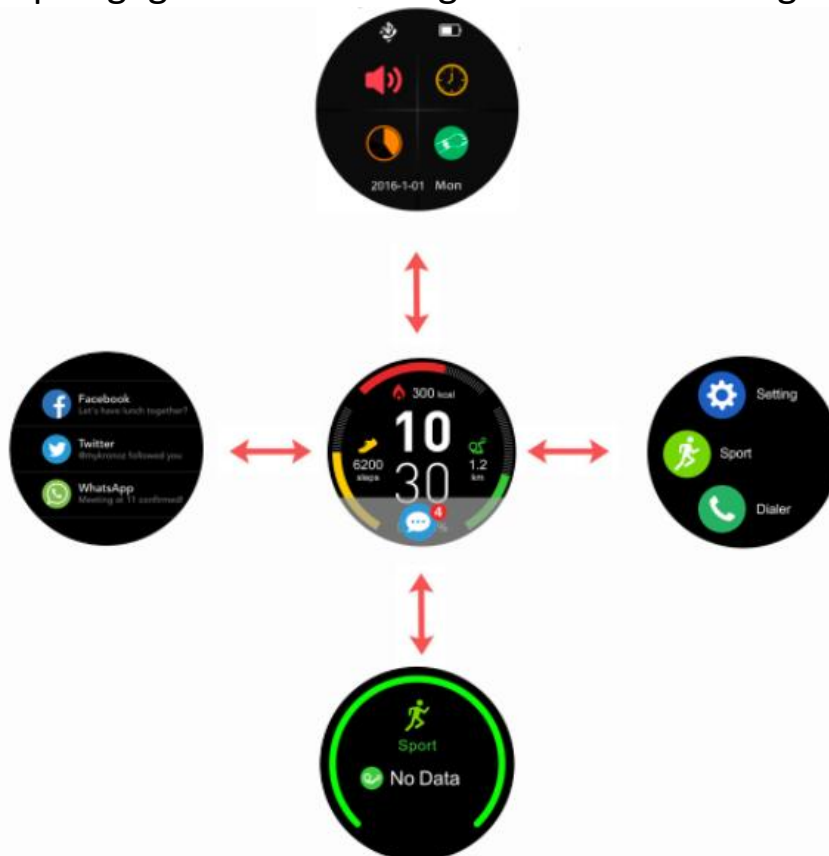 2016-1-01 Mon
Facebook
Let's have lunch together?
Twitter
@mykronoz followed you
WhatsApp
Meeting at 11 confirmed!
300 kcal
10
30
6200
steps
1.2
km
4
%
Setting
Sport
Dialer
Sport
No Data